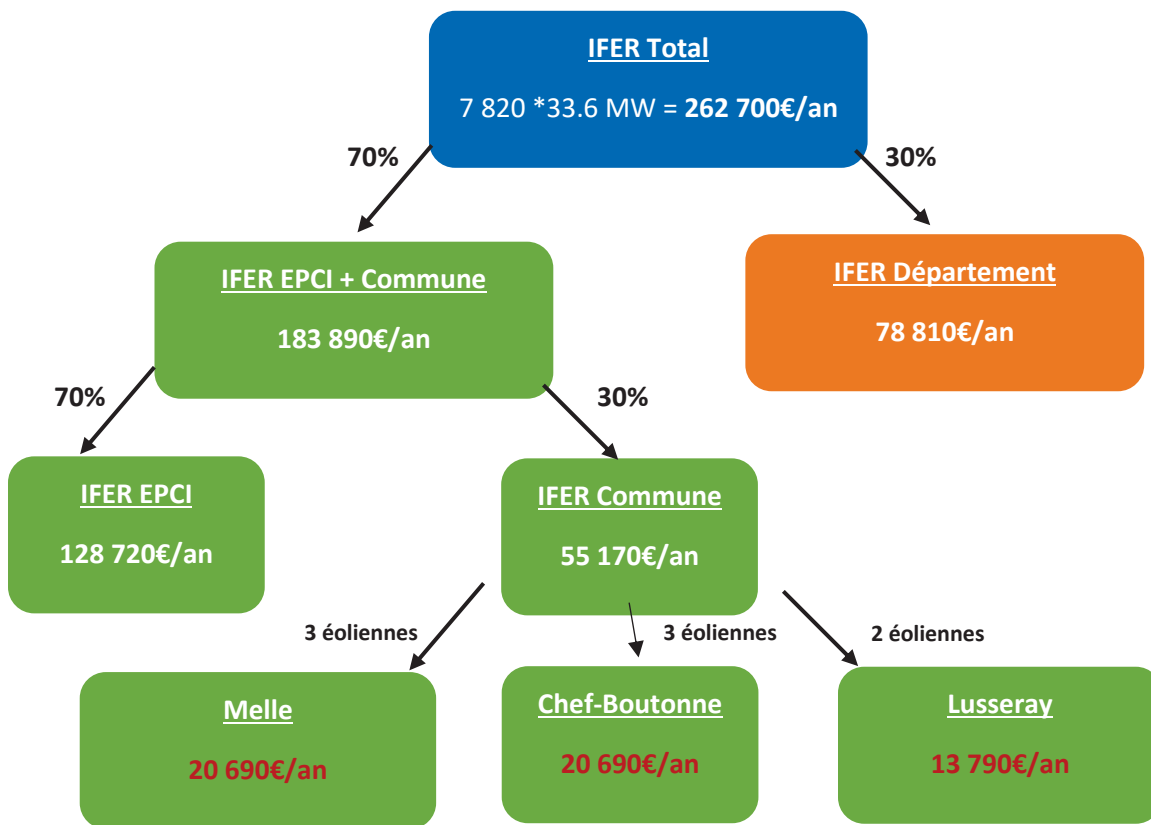 IFER Total
7 820 *33.6 MW = 262 700€/an
70%
30%
IFER EPCI + Commune
183 890€/an
IFER Département
78 810€/an
70%
30%
IFER EPCI
128 720€/an
IFER Commune
55 170€/an
3 éoliennes
3 éoliennes
2 éoliennes
Melle
20 690€/an
Chef-Boutonne
20 690€/an
Lusseray
13 790€/an